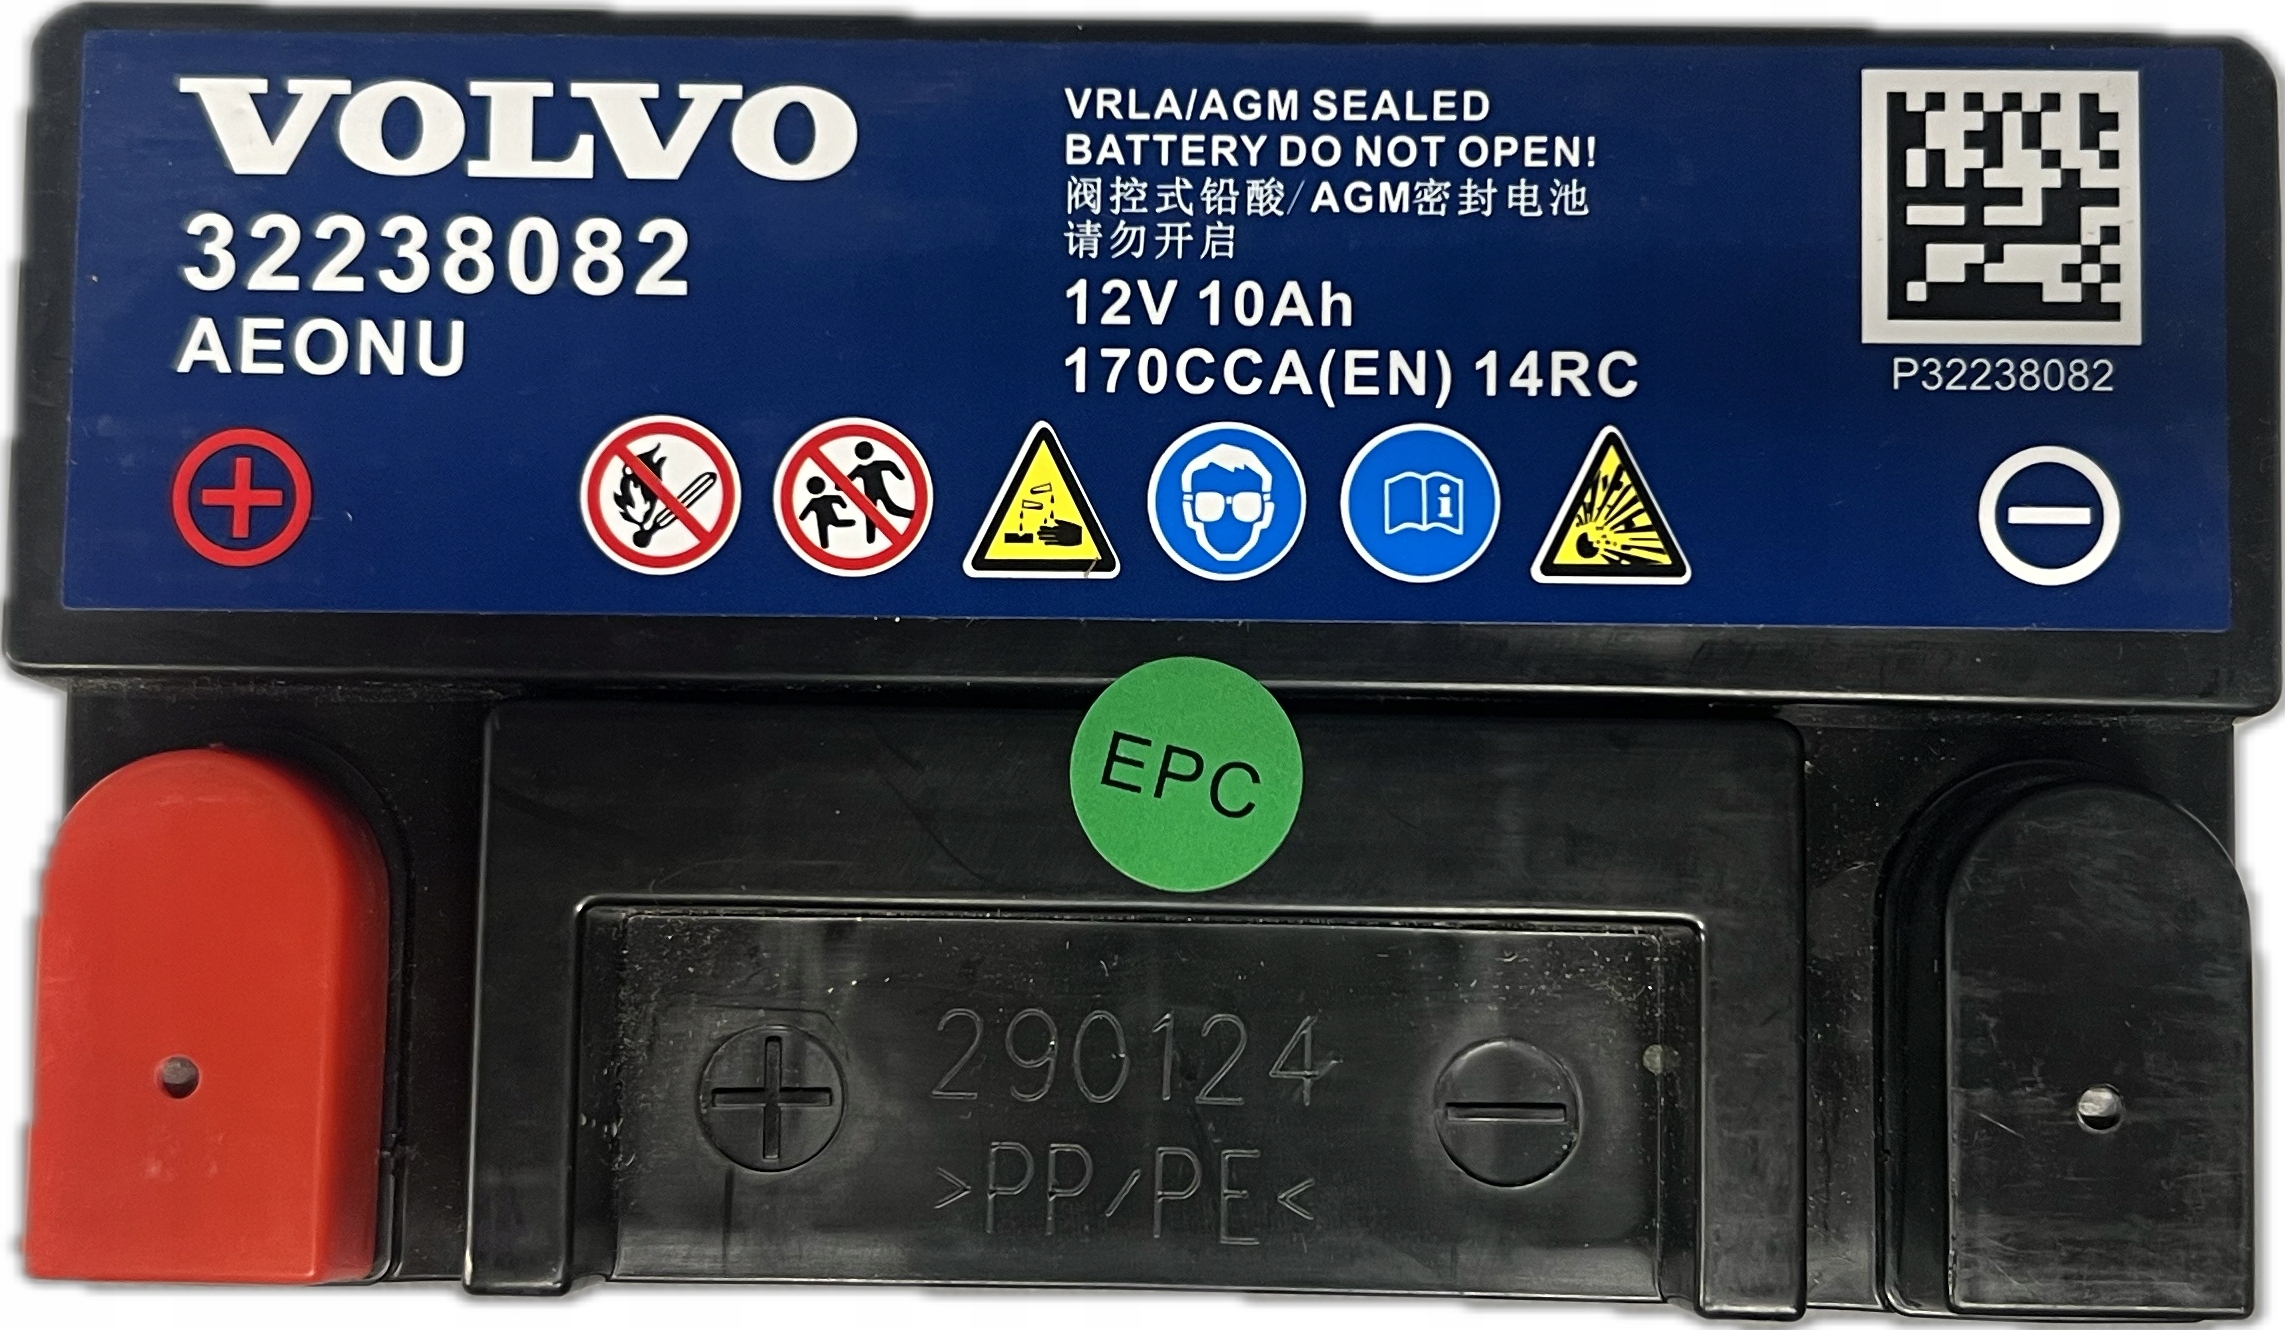 VOLVO
32238082
AEONU
VRLA/AGM SEALED
BATTERY DO NOT OPEN!
阀控式铅酸/AGM密封电池
请勿开启
12V 10Ah
170CCA(EN) 14RC
P32238082
EPC
290124
>PP/PE<